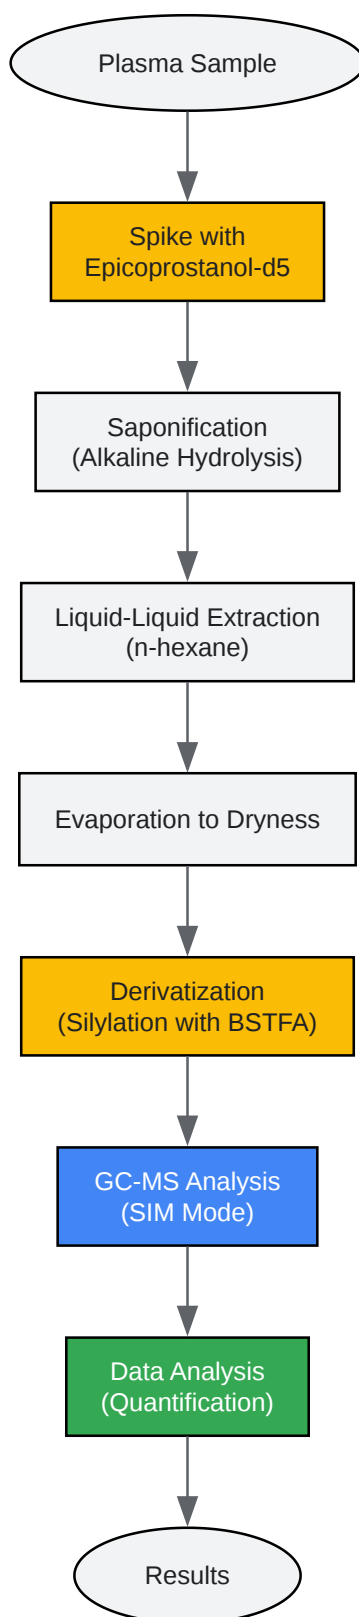 Plasma Sample
Spike with
Epicoprostanol-d5
Saponification
(Alkaline Hydrolysis)
Liquid-Liquid Extraction
(n-hexane)
Evaporation to Dryness
Derivatization
(Silylation with BSTFA)
GC-MS Analysis
(SIM Mode)
Data Analysis
(Quantification)
Results